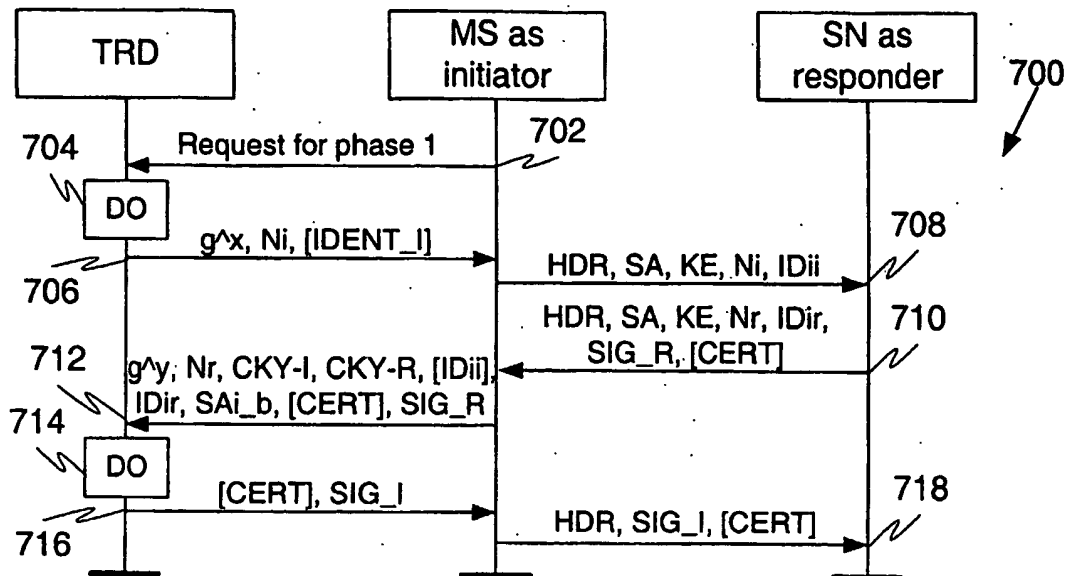 TRD
MS as
initiator
SN as
responder
700
702
Request for phase 1
704
DO
g^x, Ni, [IDENT_I]
706
708
HDR, SA, KE, Ni, IDii
HDR, SA, KE, Nr, IDir,
SIG_R, [CERT]
710
712
g^y, Nr, CKY-I, CKY-R, [IDii],
IDir, SAi_b, [CERT], SIG_R
714
DO
[CERT], SIG_I
716
718
HDR, SIG_I, [CERT]